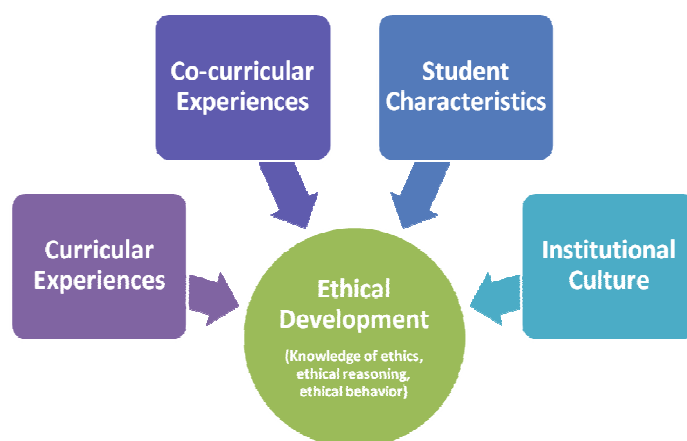 Co-curricular
Experiences
Student
Characteristics
Curricular
Experiences
Institutional
Culture
Ethical
Development
(Knowledge of ethics,
ethical reasoning,
ethical behavior)